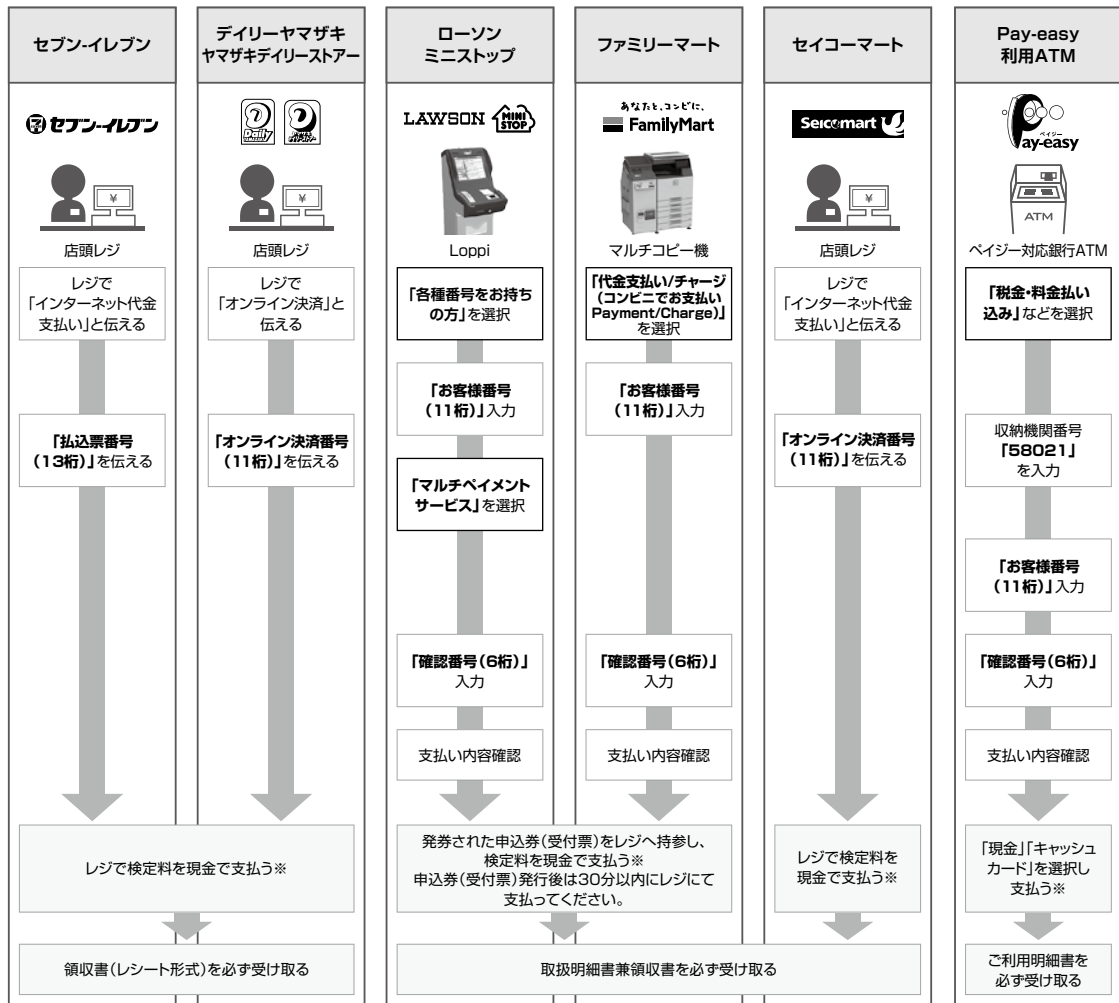 セブン-イレブン
デイリーヤマザキ
ヤマザキデイリーストアー
ローソン
ミニストップ
ファミリーマート
セイコーマート
Pay-easy
利用ATM
セブン-イレブン
Daily
LAWSON
MINI
STOP
あなたと、コンビに、
FamilyMart
Seicomart
ペイジー
Pay-easy
¥
店頭レジ
¥
店頭レジ
Loppi
マルチコピー機
¥
店頭レジ
ATM
ペイジー対応銀行ATM
レジで
「インターネット代金
支払い」と伝える
レジで
「オンライン決済」と
伝える
「各種番号をお持ち
の方」を選択
「代金支払い/チャージ
(コンビニでお支払い
Payment/Charge)」
を選択
レジで
「インターネット代金
支払い」と伝える
「税金・料金払い
込み」などを選択
「お客様番号
(11桁)」入力
「お客様番号
(11桁)」入力
「払込票番号
(13桁)」を伝える
「オンライン決済番号
(11桁)」を伝える
「マルチペイメント
サービス」を選択
「オンライン決済番号
(11桁)」を伝える
収納機関番号
「58021」
を入力
「お客様番号
(11桁)」入力
「確認番号(6桁)」
入力
「確認番号(6桁)」
入力
「確認番号(6桁)」
入力
支払い内容確認
支払い内容確認
支払い内容確認
レジで検定料を現金で支払う※
発券された申込券(受付票)をレジへ持参し、
検定料を現金で支払う※
申込券(受付票)発行後は30分以内にレジにて
支払ってください。
レジで検定料を
現金で支払う※
「現金」「キャッシュ
カード」を選択し
支払う※
領収書(レシート形式)を必ず受け取る
取扱明細書兼領収書を必ず受け取る
ご利用明細書を
必ず受け取る